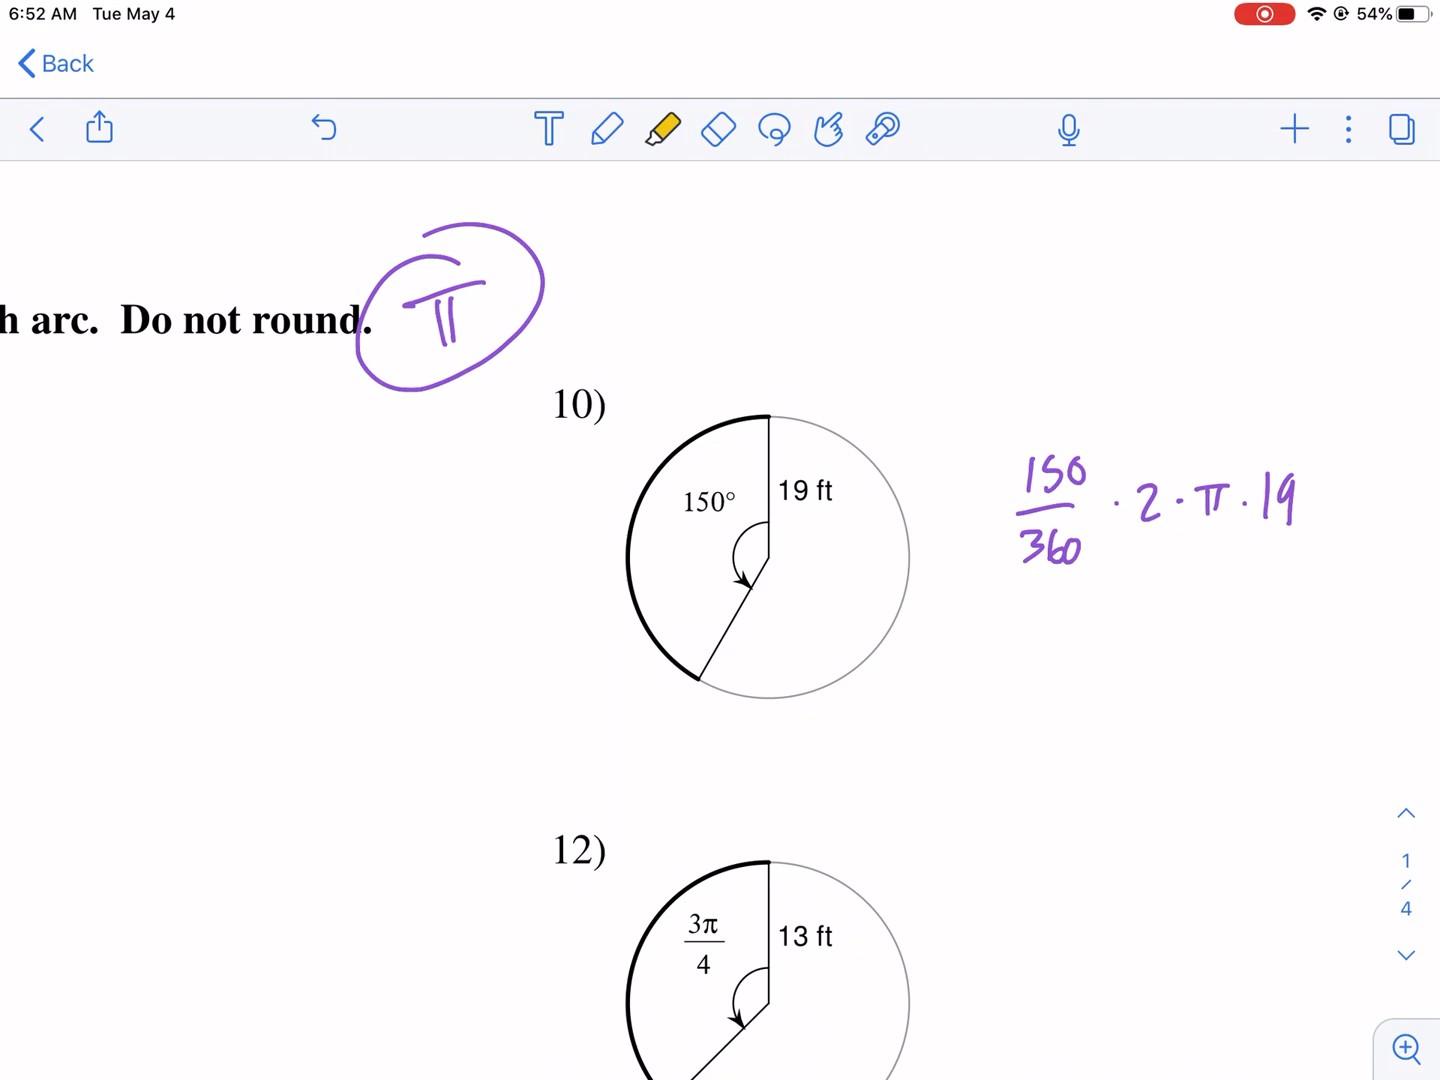 6:52 AM Tue May 4
54%
Back
h arc. Do not round.
π
10)
150°
19 ft
150
360
· 2 · π · 19
12)
3π
4
13 ft
1
/
4